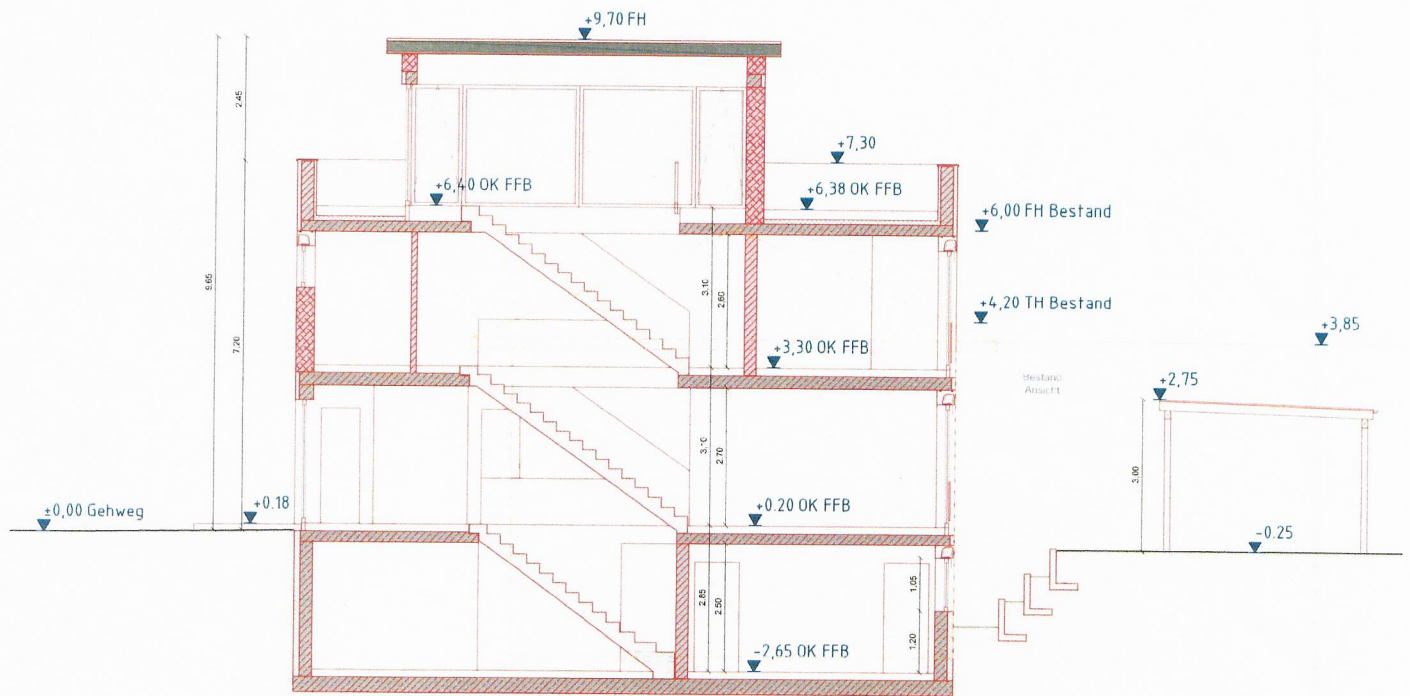 +9,70 FH
2.45
+7,30
+6,40 OK FFB
+6,38 OK FFB
+6,00 FH Bestand
9.65
3.10
2.60
+4,20 TH Bestand
7.20
+3,85
+3,30 OK FFB
Bestand
Ansicht
+2,75
3.10
2.70
3.00
±0,00 Gehweg
+0.18
+0.20 OK FFB
-0.25
2.85
2.50
1.05
1.20
-2,65 OK FFB